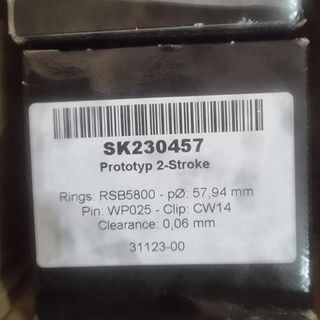 SK230457
Prototyp 2-Stroke
Rings: RSB5800 - pØ: 57,94 mm
Pin: WP025 - Clip: CW14
Clearance: 0,06 mm
31123-00